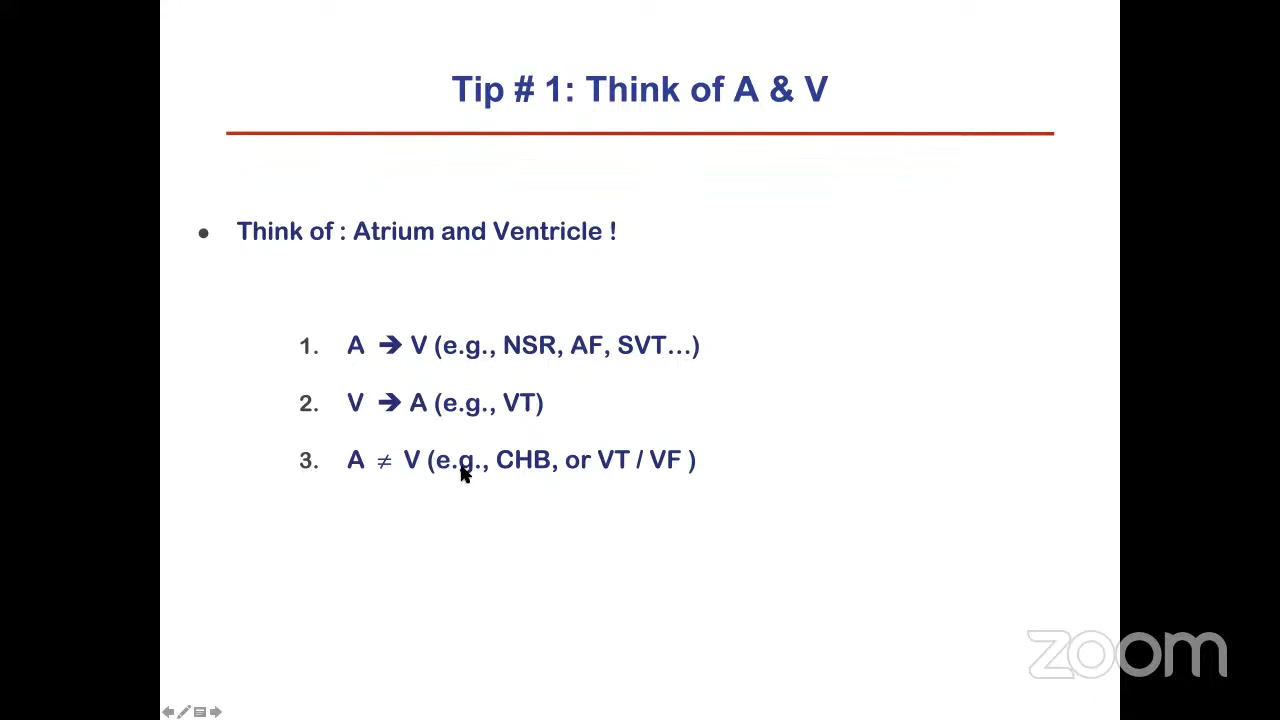 Tip # 1: Think of A & V
● Think of : Atrium and Ventricle !
1. A ➔ V (e.g., NSR, AF, SVT…)
2. V ➔ A (e.g., VT)
3. A ≠ V (e.g., CHB, or VT / VF )
zoom